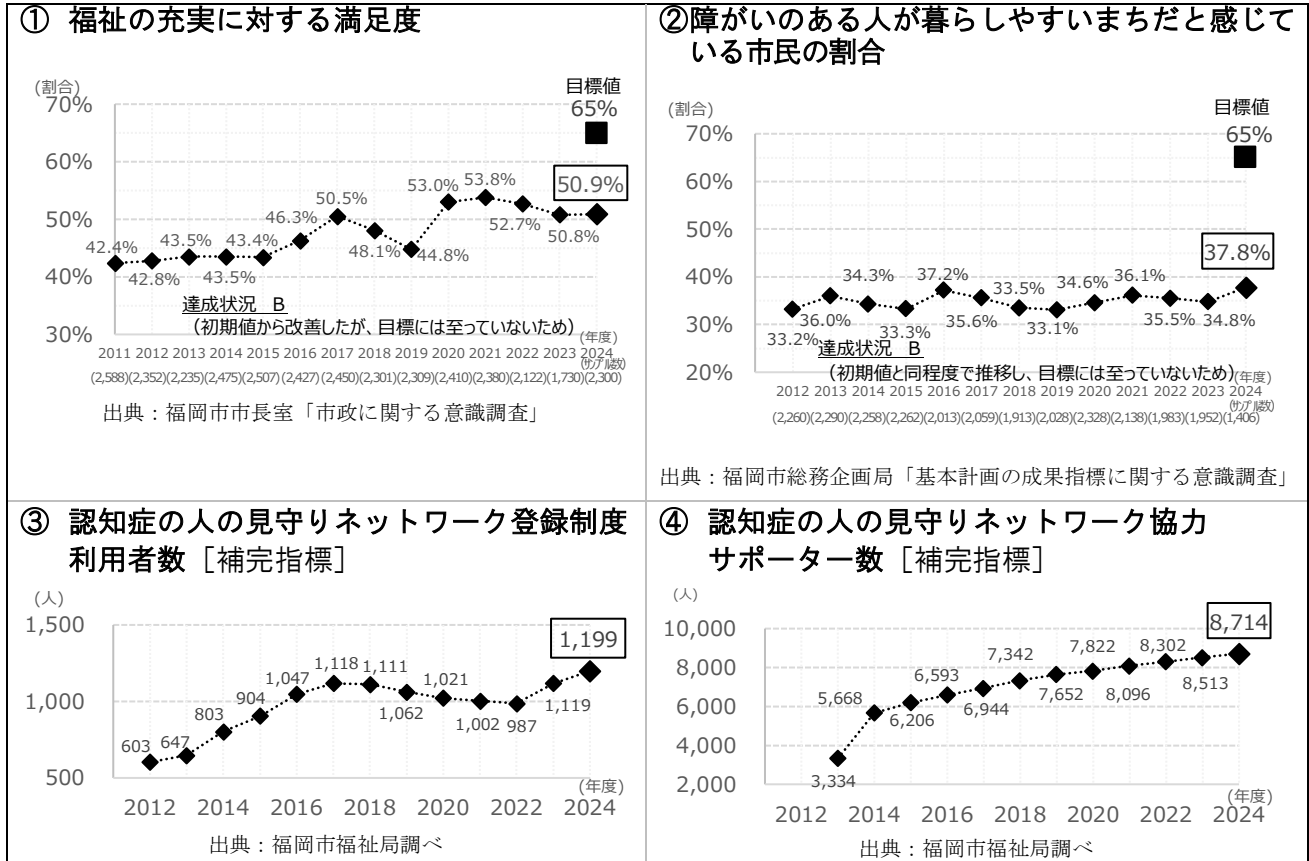 ① 福祉の充実に対する満足度
(割合)
目標値
65%
70%
60%
50%
40%
30%
42.4%
42.8%
43.5%
43.5%
43.4%
46.3%
50.5%
48.1%
44.8%
53.0%
53.8%
52.7%
50.8%
50.9%
達成状況 B
(初期値から改善したが、目標には至っていないため)
(年度)
2011 2012 2013 2014 2015 2016 2017 2018 2019 2020 2021 2022 2023 2024
(サンプル数)
(2,588)(2,352)(2,235)(2,475)(2,507)(2,427)(2,450)(2,301)(2,309)(2,410)(2,380)(2,122)(1,730)(2,300)
出典:福岡市市長室「市政に関する意識調査」
②障がいのある人が暮らしやすいまちだと感じて
いる市民の割合
(割合)
目標値
65%
70%
60%
50%
40%
30%
20%
33.2%
36.0%
34.3%
33.3%
37.2%
35.6%
33.5%
33.1%
34.6%
36.1%
35.5%
34.8%
37.8%
達成状況 B
(初期値と同程度で推移し、目標には至っていないため)
(年度)
2012 2013 2014 2015 2016 2017 2018 2019 2020 2021 2022 2023 2024
(サンプル数)
(2,260)(2,290)(2,258)(2,262)(2,013)(2,059)(1,913)(2,028)(2,328)(2,138)(1,983)(1,952)(1,406)
出典:福岡市総務企画局「基本計画の成果指標に関する意識調査」
③ 認知症の人の見守りネットワーク登録制度
利用者数[補完指標]
(人)
1,500
1,000
500
603
647
803
904
1,047
1,118
1,111
1,062
1,021
1,002
987
1,119
1,199
(年度)
2012 2014 2016 2018 2020 2022 2024
出典:福岡市福祉局調べ
④ 認知症の人の見守りネットワーク協力
サポーター数[補完指標]
(人)
10,000
8,000
6,000
4,000
2,000
3,334
5,668
6,206
6,593
6,944
7,342
7,652
7,822
8,096
8,302
8,513
8,714
(年度)
2012 2014 2016 2018 2020 2022 2024
出典:福岡市福祉局調べ